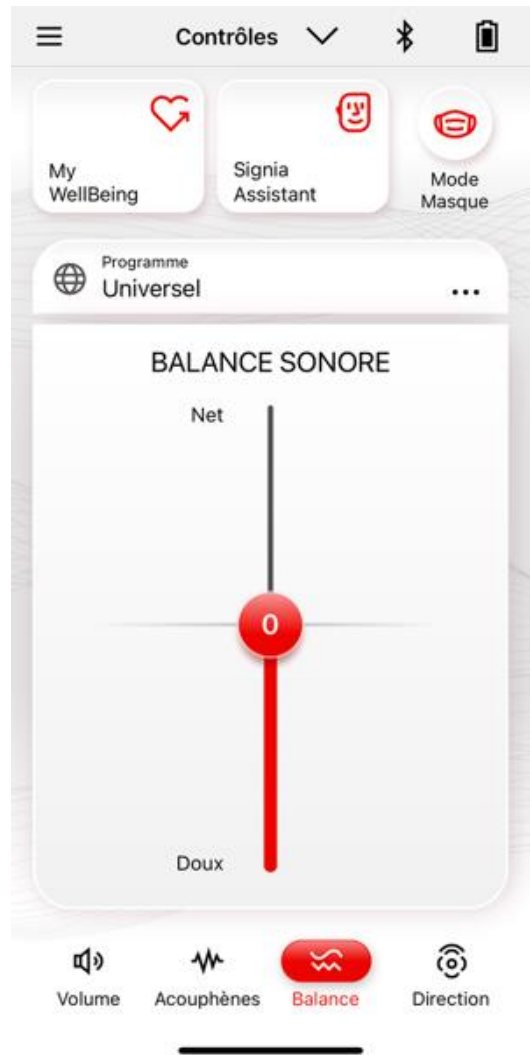 Contrôles
My
WellBeing
Signia
Assistant
Mode
Masque
Programme
Universel
...
BALANCE SONORE
Net
0
Doux
Volume
Acouphènes
Balance
Direction